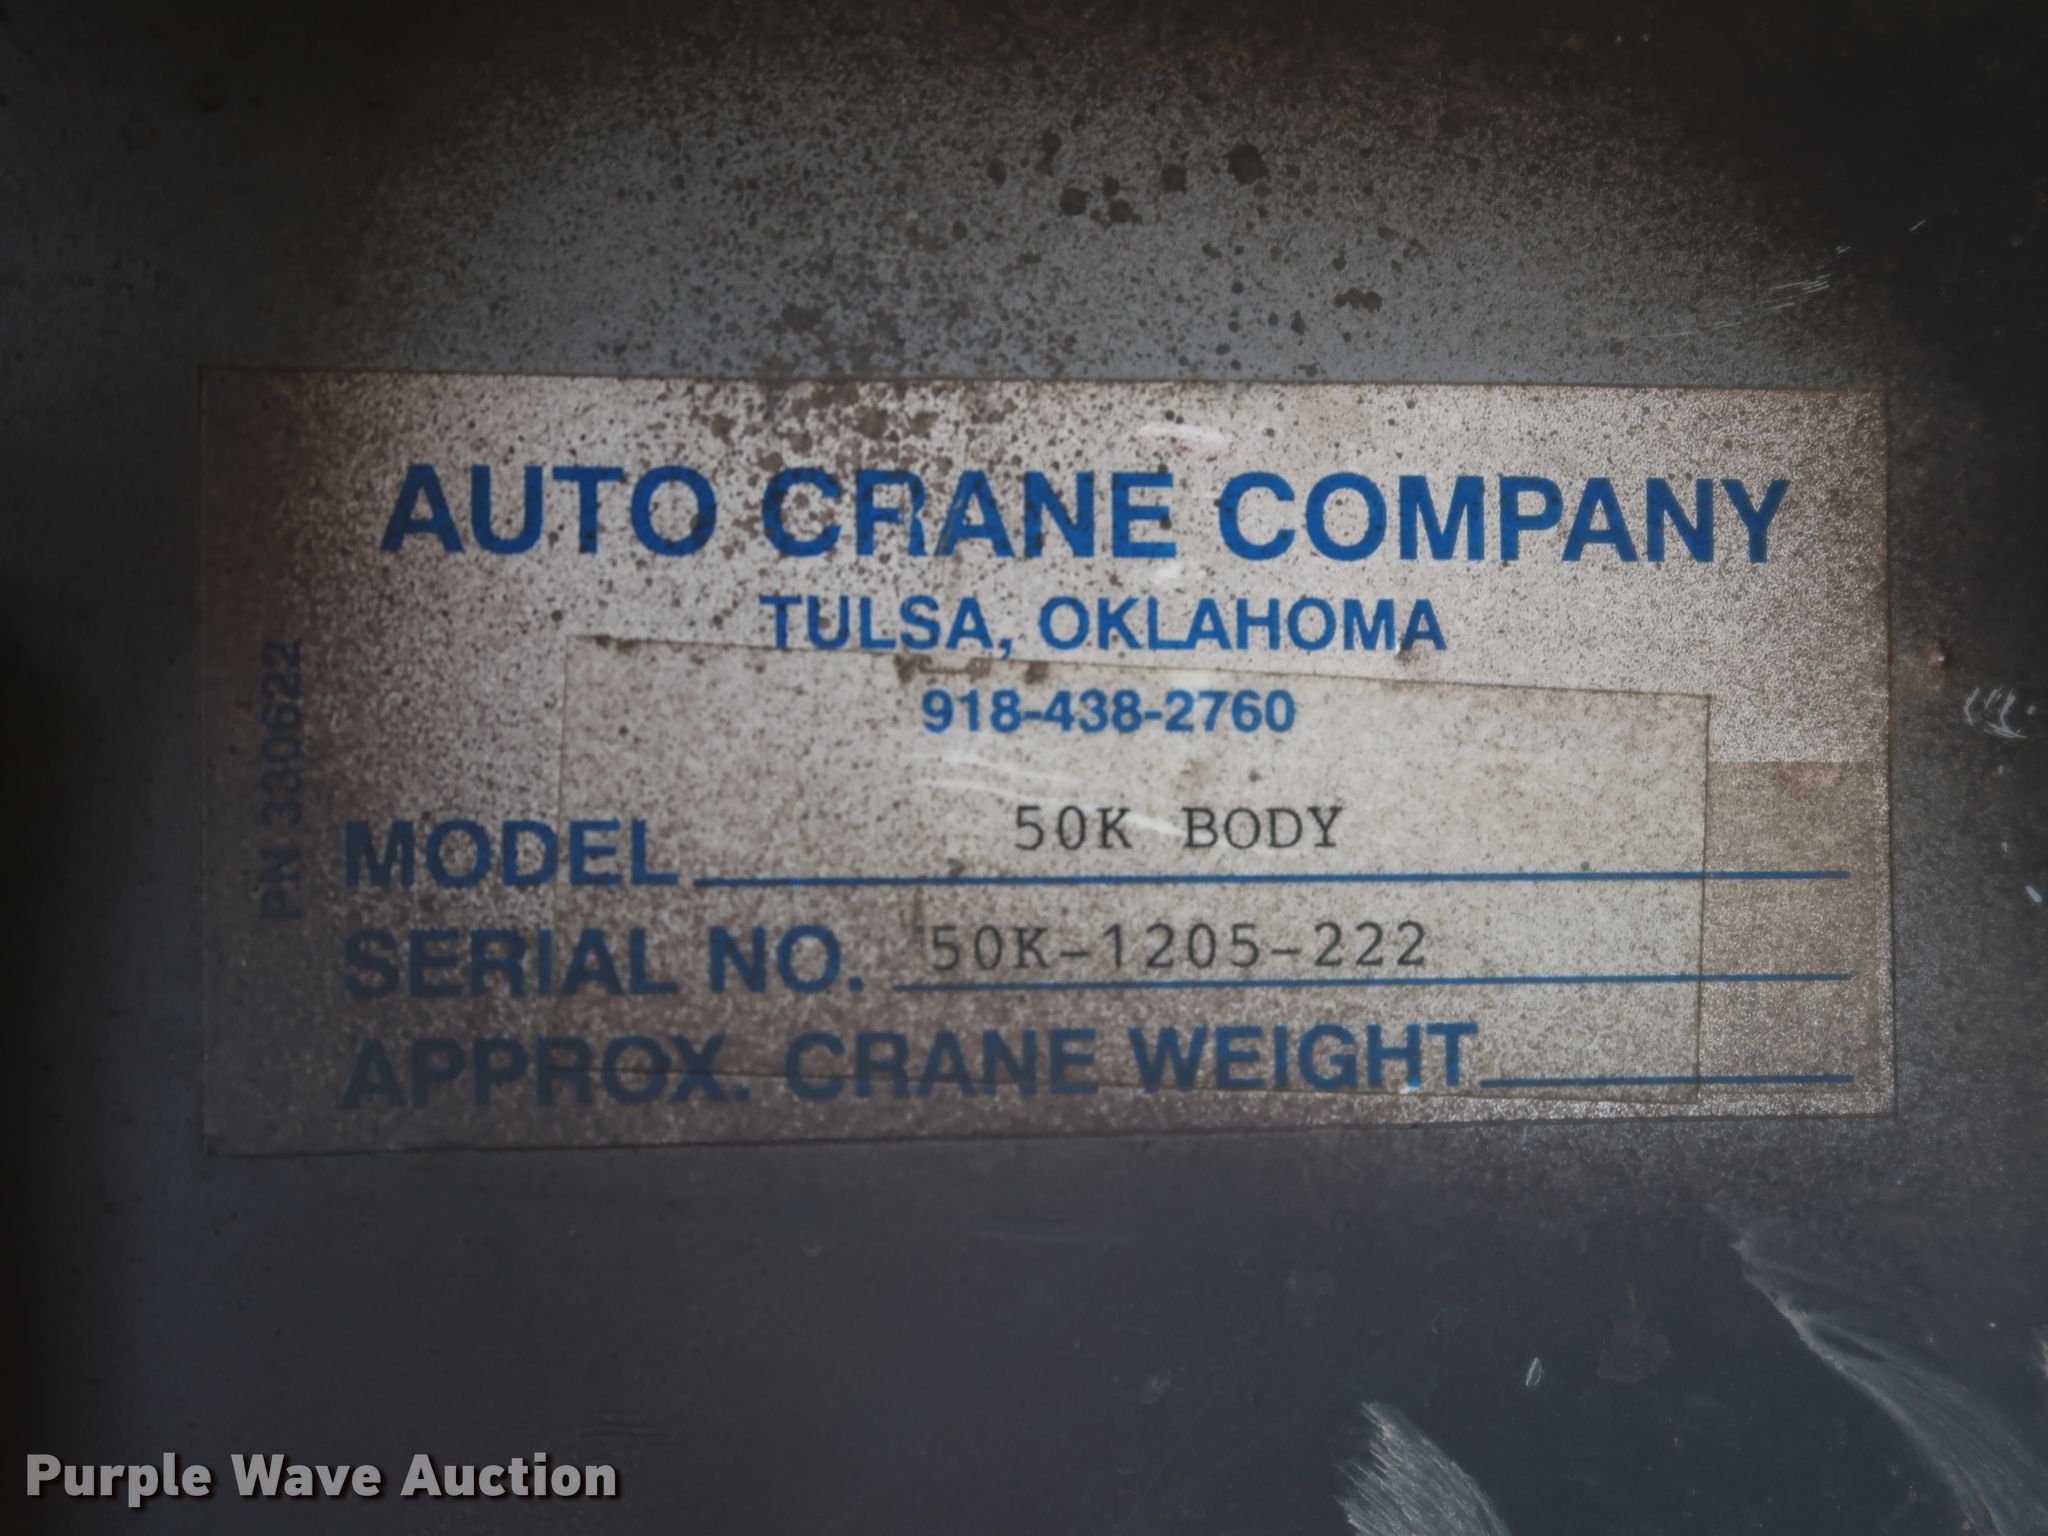 AUTO CRANE COMPANY
TULSA, OKLAHOMA
918-438-2760
PN 330622
MODEL 50K BODY
SERIAL NO. 50K-1205-222
APPROX. CRANE WEIGHT
Purple Wave Auction